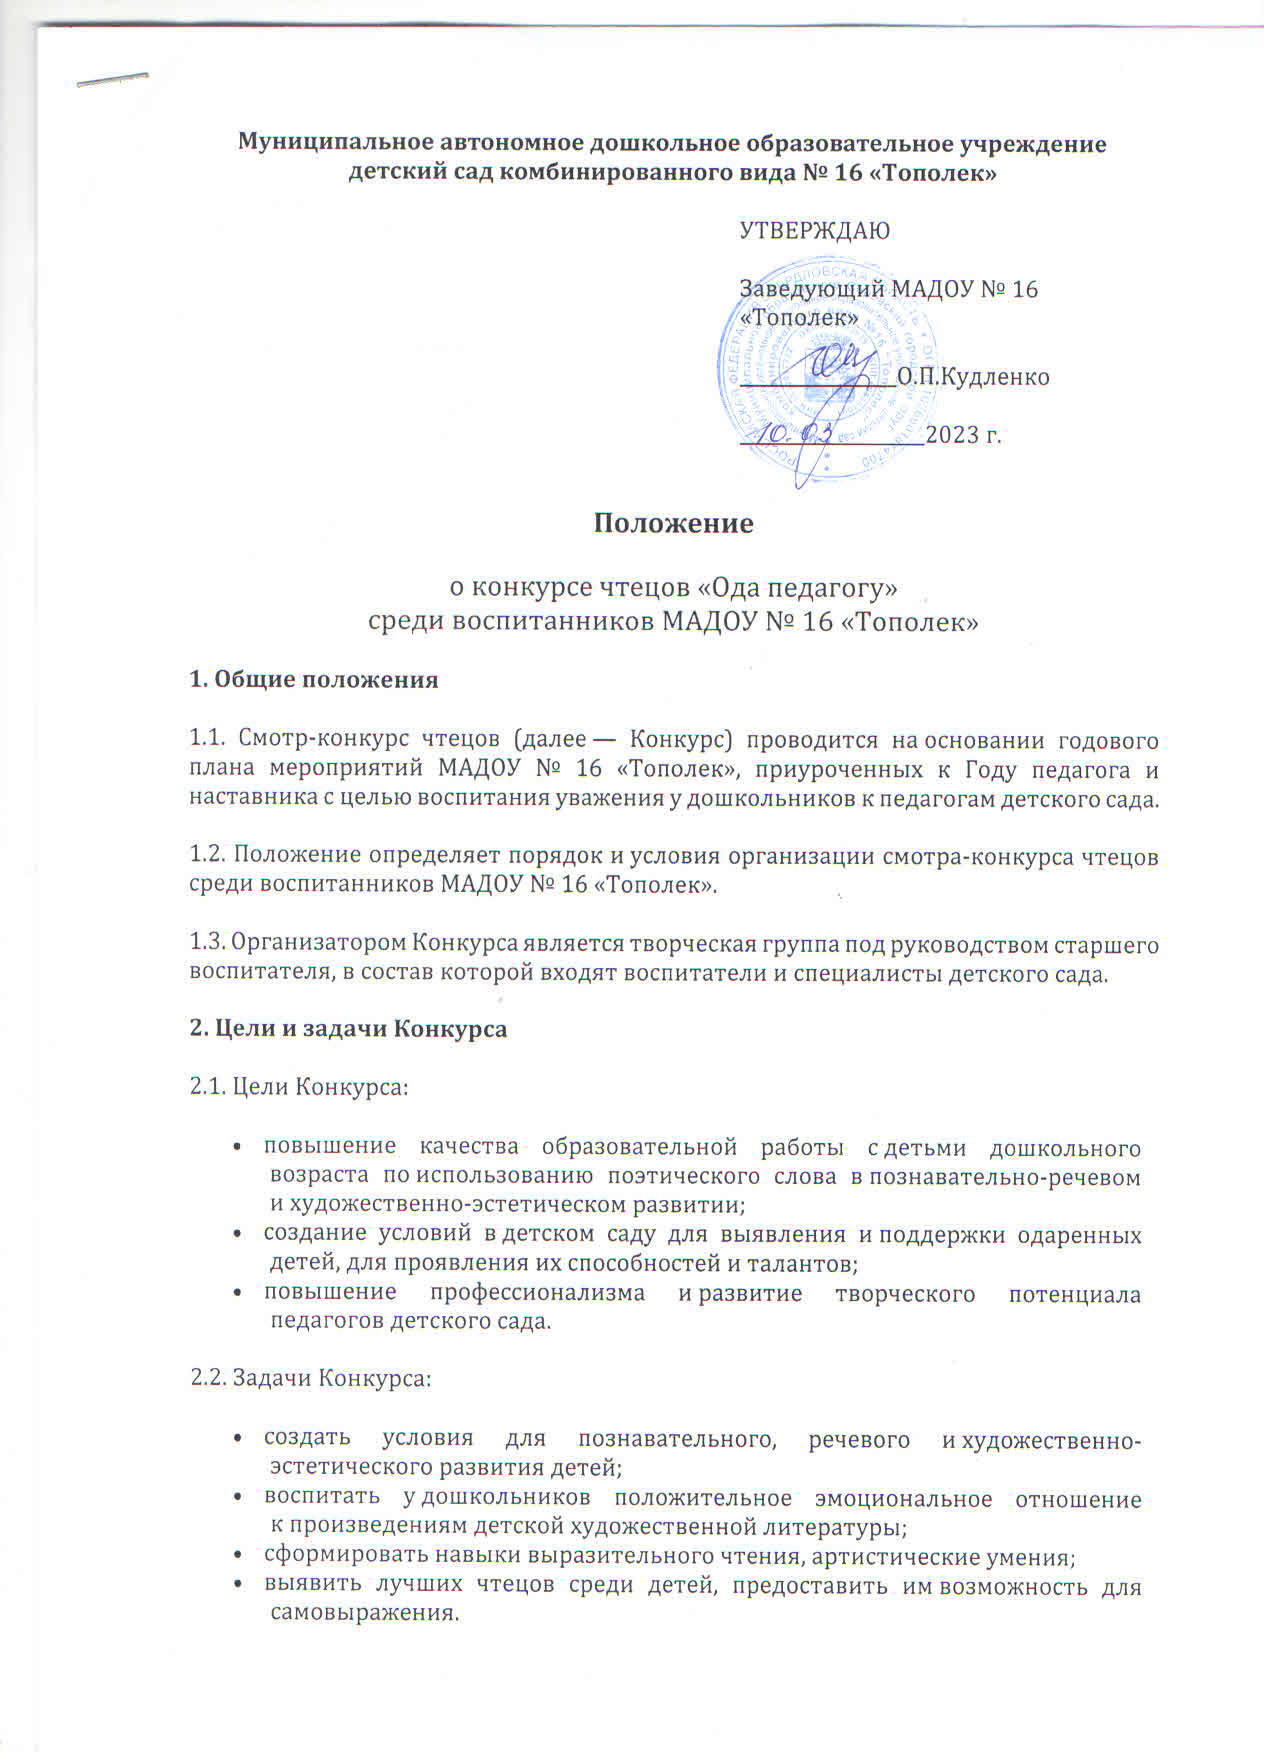 Муниципальное автономное дошкольное образовательное учреждение
детский сад комбинированного вида № 16 «Тополек»
УТВЕРЖДАЮ
Заведующий МАДОУ № 16
«Тополек»
О.П.Кудленко
10.03 2023 г.
Положение
о конкурсе чтецов «Ода педагогу»
среди воспитанников МАДОУ № 16 «Тополек»
1. Общие положения
1.1. Смотр-конкурс чтецов (далее — Конкурс) проводится на основании годового
плана мероприятий МАДОУ № 16 «Тополек», приуроченных к Году педагога и
наставника с целью воспитания уважения у дошкольников к педагогам детского сада.
1.2. Положение определяет порядок и условия организации смотра-конкурса чтецов
среди воспитанников МАДОУ № 16 «Тополек».
1.3. Организатором Конкурса является творческая группа под руководством старшего
воспитателя, в состав которой входят воспитатели и специалисты детского сада.
2. Цели и задачи Конкурса
2.1. Цели Конкурса:
• повышение качества образовательной работы с детьми дошкольного
возраста по использованию поэтического слова в познавательно-речевом
и художественно-эстетическом развитии;
• создание условий в детском саду для выявления и поддержки одаренных
детей, для проявления их способностей и талантов;
• повышение профессионализма и развитие творческого потенциала
педагогов детского сада.
2.2. Задачи Конкурса:
• создать условия для познавательного, речевого и художественно-
эстетического развития детей;
• воспитать у дошкольников положительное эмоциональное отношение
к произведениям детской художественной литературы;
• сформировать навыки выразительного чтения, артистические умения;
• выявить лучших чтецов среди детей, предоставить им возможность для
самовыражения.